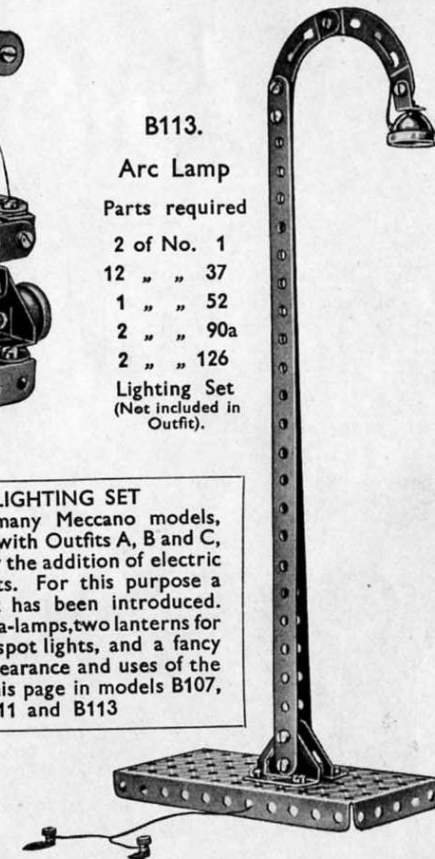 B113.
Arc Lamp
Parts required
2 of No. 1
12 „ „ 37
1 „ „ 52
2 „ „ 90a
2 „ „ 126
Lighting Set
(Not included in
Outfit).
LIGHTING SET
many Meccano models,
with Outfits A, B and C,
the addition of electric
ts. For this purpose a
has been introduced.
a-lamps, two lanterns for
spot lights, and a fancy
earance and uses of the
is page in models B107,
11 and B113